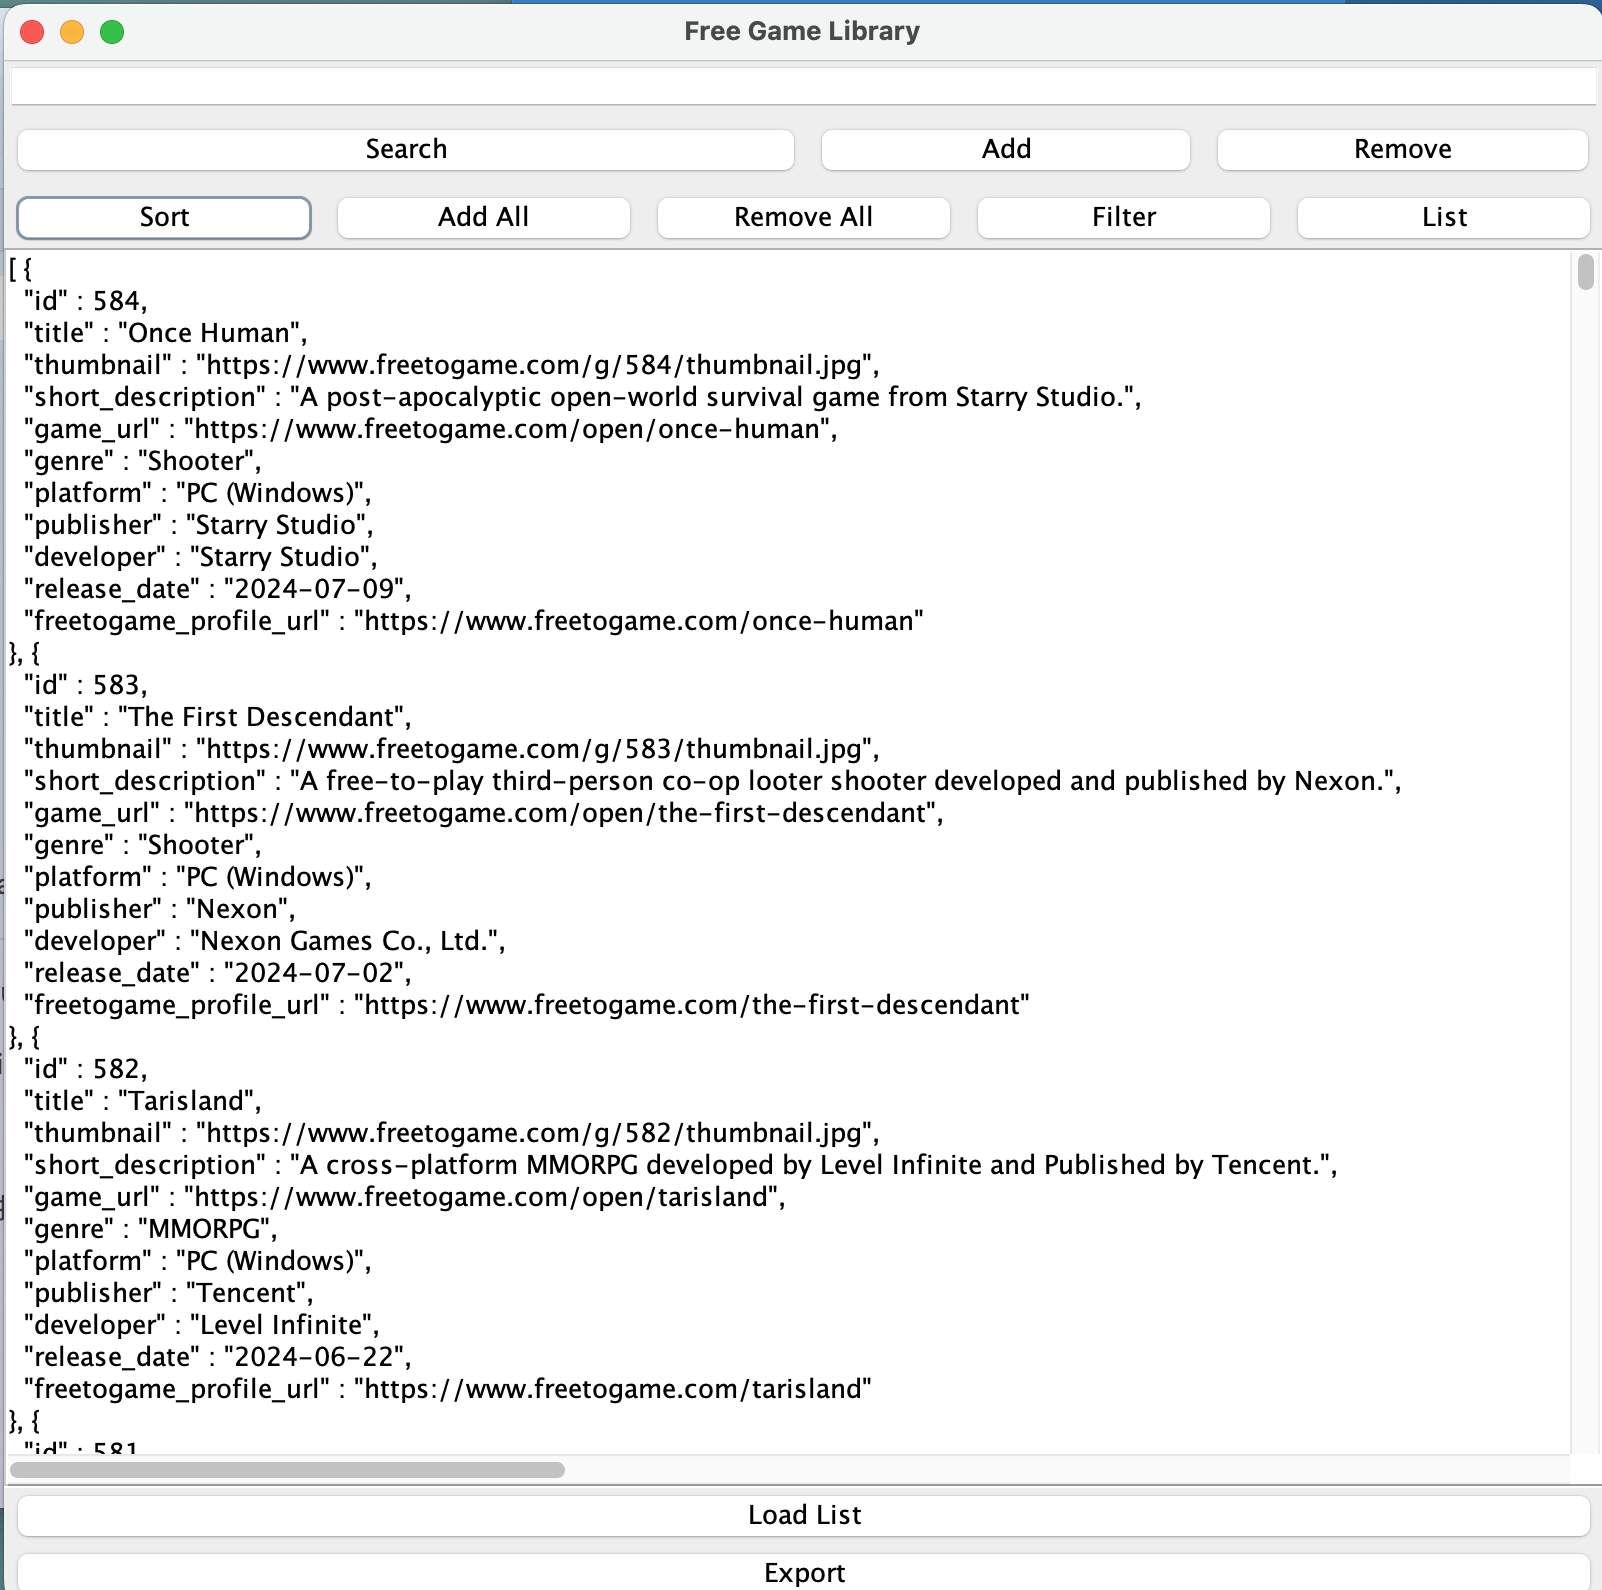 Free Game Library
Search Add Remove
Sort Add All Remove All Filter List
[ {
"id" : 584,
"title" : "Once Human",
"thumbnail" : "https://www.freetogame.com/g/584/thumbnail.jpg",
"short_description" : "A post-apocalyptic open-world survival game from Starry Studio.",
"game_url" : "https://www.freetogame.com/open/once-human",
"genre" : "Shooter",
"platform" : "PC (Windows)",
"publisher" : "Starry Studio",
"developer" : "Starry Studio",
"release_date" : "2024-07-09",
"freetogame_profile_url" : "https://www.freetogame.com/once-human"
}, {
"id" : 583,
"title" : "The First Descendant",
"thumbnail" : "https://www.freetogame.com/g/583/thumbnail.jpg",
"short_description" : "A free-to-play third-person co-op looter shooter developed and published by Nexon.",
"game_url" : "https://www.freetogame.com/open/the-first-descendant",
"genre" : "Shooter",
"platform" : "PC (Windows)",
"publisher" : "Nexon",
"developer" : "Nexon Games Co., Ltd.",
"release_date" : "2024-07-02",
"freetogame_profile_url" : "https://www.freetogame.com/the-first-descendant"
}, {
"id" : 582,
"title" : "Tarisland",
"thumbnail" : "https://www.freetogame.com/g/582/thumbnail.jpg",
"short_description" : "A cross-platform MMORPG developed by Level Infinite and Published by Tencent.",
"game_url" : "https://www.freetogame.com/open/tarisland",
"genre" : "MMORPG",
"platform" : "PC (Windows)",
"publisher" : "Tencent",
"developer" : "Level Infinite",
"release_date" : "2024-06-22",
"freetogame_profile_url" : "https://www.freetogame.com/tarisland"
}, {
"id" : 581
Load List
Export